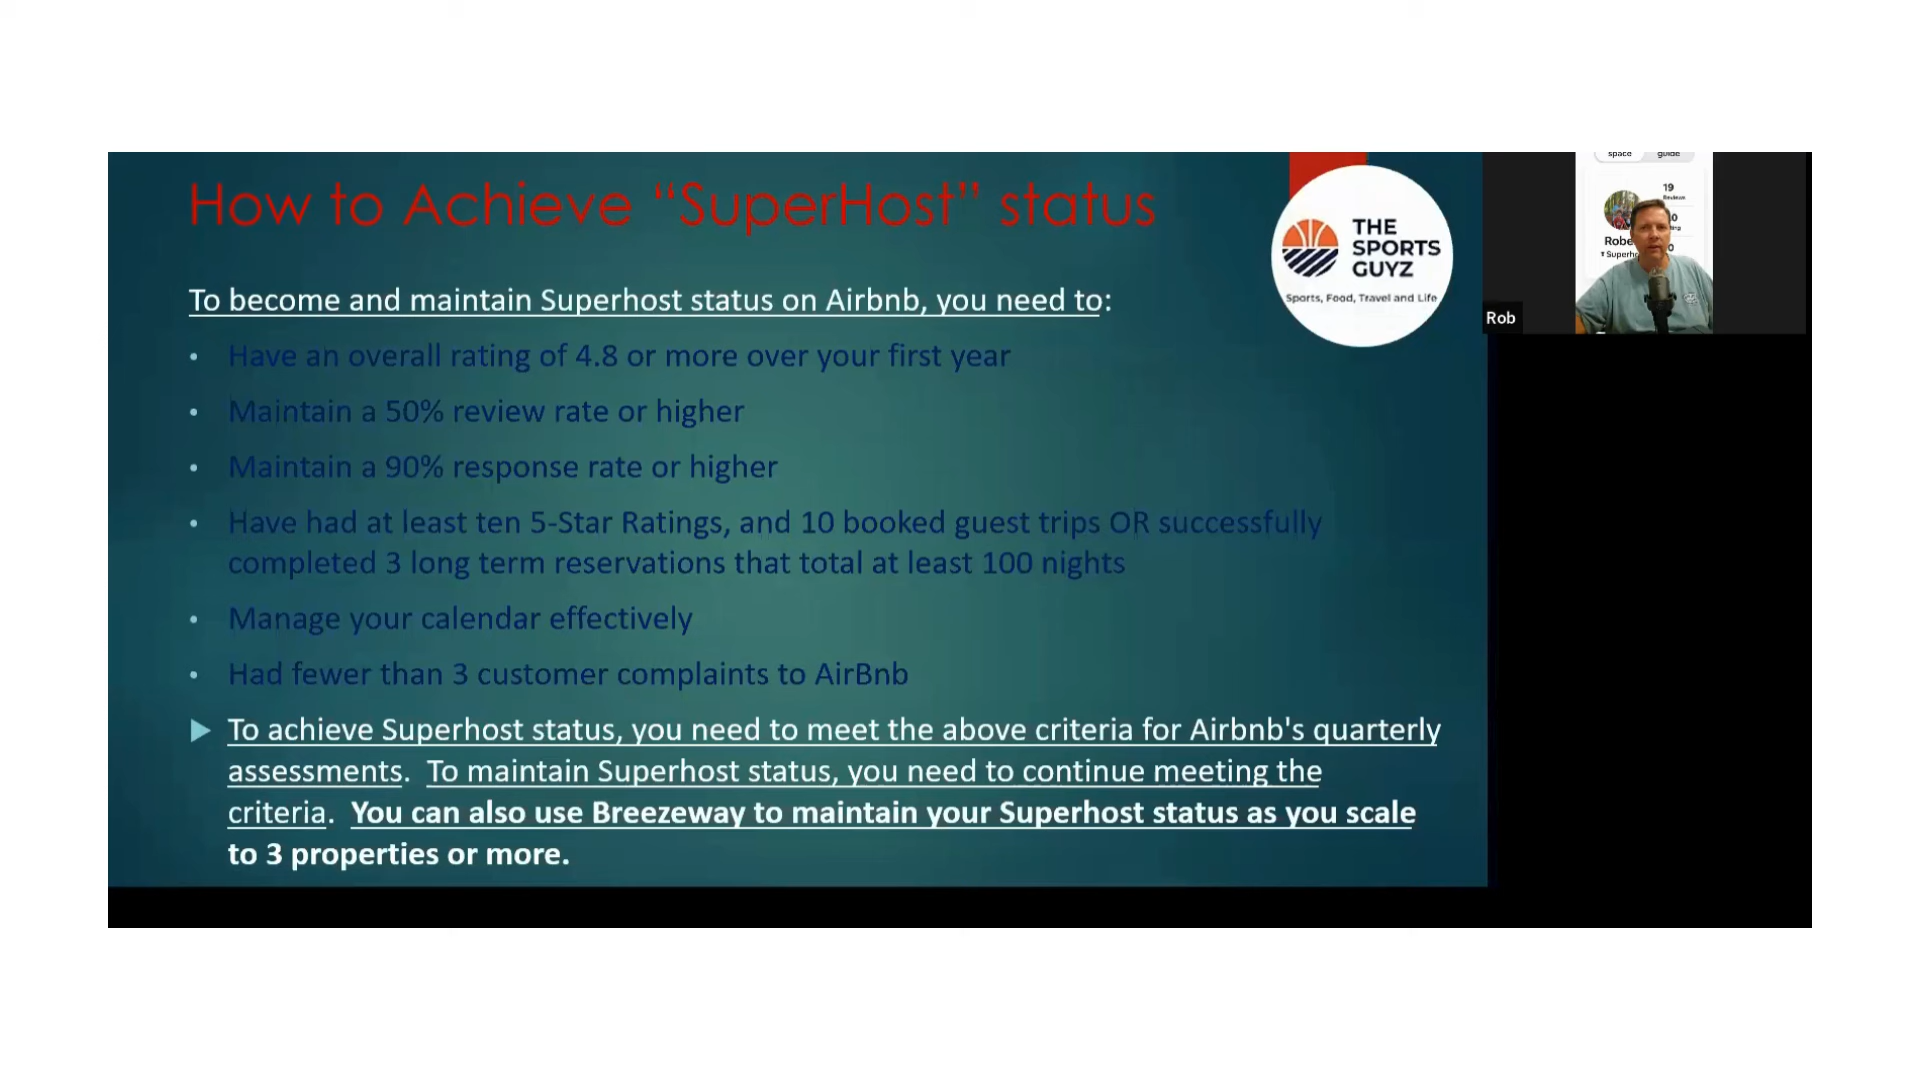 How to Achieve “SuperHost” status
THE
SPORTS
GUYZ
Sports, Food, Travel and Life
space
guide
19
Reviews
Rob
To become and maintain Superhost status on Airbnb, you need to:
• Have an overall rating of 4.8 or more over your first year
• Maintain a 50% review rate or higher
• Maintain a 90% response rate or higher
• Have had at least ten 5-Star Ratings, and 10 booked guest trips OR successfully
completed 3 long term reservations that total at least 100 nights
• Manage your calendar effectively
• Had fewer than 3 customer complaints to AirBnb
To achieve Superhost status, you need to meet the above criteria for Airbnb's quarterly
assessments. To maintain Superhost status, you need to continue meeting the
criteria. You can also use Breezeway to maintain your Superhost status as you scale
to 3 properties or more.